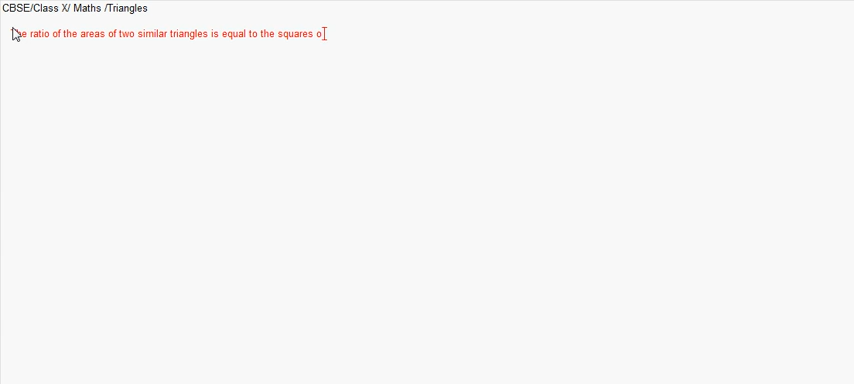 CBSE/Class X/ Maths /Triangles
ratio of the areas of two similar triangles is equal to the squares o